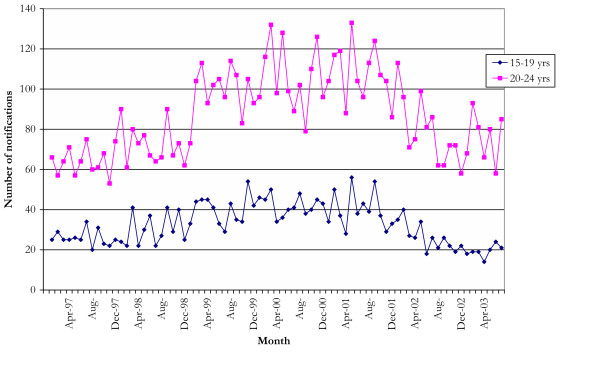 140
120
100
80
60
40
20
0
Number of notifications
15-19 yrs
20-24 yrs
Apr-97
Aug-
Dec-97
Apr-98
Aug-
Dec-98
Apr-99
Aug-
Dec-99
Apr-00
Aug-
Dec-00
Apr-01
Aug-
Dec-01
Apr-02
Aug-
Dec-02
Apr-03
Month